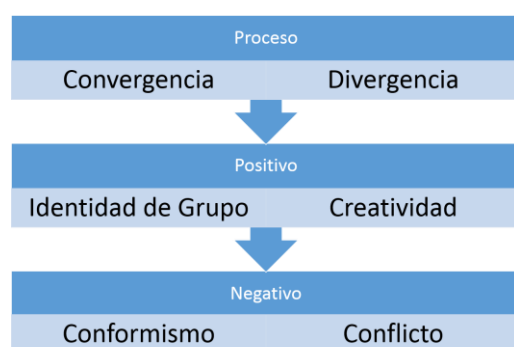 Proceso
Convergencia Divergencia
Positivo
Identidad de Grupo Creatividad
Negativo
Conformismo Conflicto